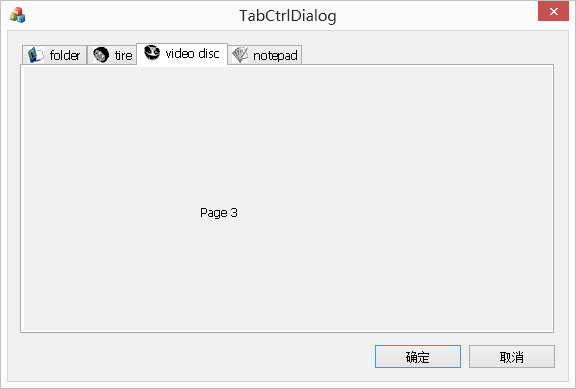 TabCtrlDialog
folder
tire
video disc
notepad
Page 3
确定
取消